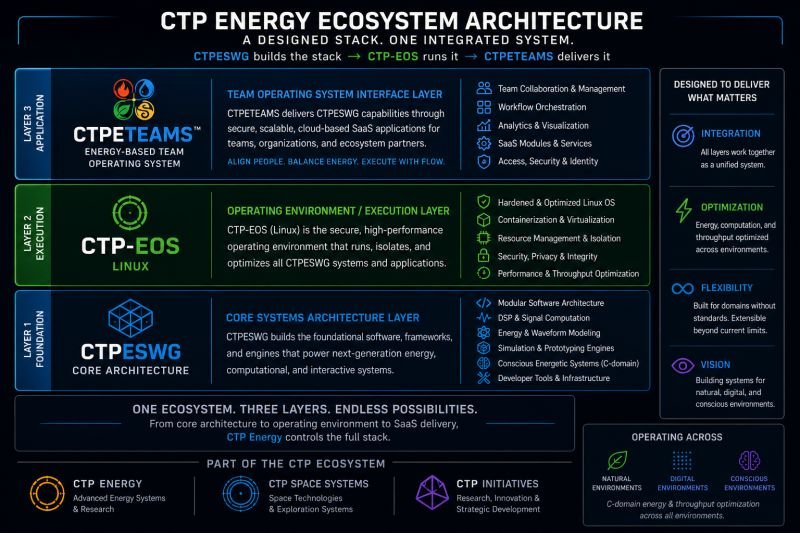 CTP ENERGY ECOSYSTEM ARCHITECTURE
A DESIGNED STACK. ONE INTEGRATED SYSTEM.
CTPESWG builds the stack → CTP-EOS runs it → CTPETEAMS delivers it
LAYER 3
APPLICATION
CTPETEAMS™
ENERGY-BASED TEAM
OPERATING SYSTEM
TEAM OPERATING SYSTEM INTERFACE LAYER
CTPETEAMS delivers CTPESWG capabilities through
secure, scalable, cloud-based SaaS applications for
teams, organizations, and ecosystem partners.
ALIGN PEOPLE. BALANCE ENERGY. EXECUTE WITH FLOW.
Team Collaboration & Management
Workflow Orchestration
Analytics & Visualization
SaaS Modules & Services
Access, Security & Identity
LAYER 2
EXECUTION
CTP-EOS
LINUX
OPERATING ENVIRONMENT / EXECUTION LAYER
CTP-EOS (Linux) is the secure, high-performance
operating environment that runs, isolates, and
optimizes all CTPESWG systems and applications.
Hardened & Optimized Linux OS
Containerization & Virtualization
Resource Management & Isolation
Security, Privacy & Integrity
Performance & Throughput Optimization
LAYER 1
FOUNDATION
CTPESWG
CORE ARCHITECTURE
CORE SYSTEMS ARCHITECTURE LAYER
CTPESWG builds the foundational software, frameworks,
and engines that power next-generation energy,
computational, and interactive systems.
Modular Software Architecture
DSP & Signal Computation
Energy & Waveform Modeling
Simulation & Prototyping Engines
Conscious Energetic Systems (C-domain)
Developer Tools & Infrastructure
DESIGNED TO DELIVER
WHAT MATTERS
INTEGRATION
All layers work together
as a unified system.
OPTIMIZATION
Energy, computation, and
throughput optimized
across environments.
FLEXIBILITY
Built for domains without
standards. Extensible
beyond current limits.
VISION
Building systems for
natural, digital, and
conscious environments.
ONE ECOSYSTEM. THREE LAYERS. ENDLESS POSSIBILITIES.
From core architecture to operating environment to SaaS delivery,
CTP Energy controls the full stack.
PART OF THE CTP ECOSYSTEM
CTP ENERGY
Advanced Energy Systems
& Research
CTP SPACE SYSTEMS
Space Technologies
& Exploration Systems
CTP INITIATIVES
Research, Innovation &
Strategic Development
OPERATING ACROSS
NATURAL
ENVIRONMENTS
DIGITAL
ENVIRONMENTS
CONSCIOUS
ENVIRONMENTS
C-domain energy & throughput optimization
across all environments.